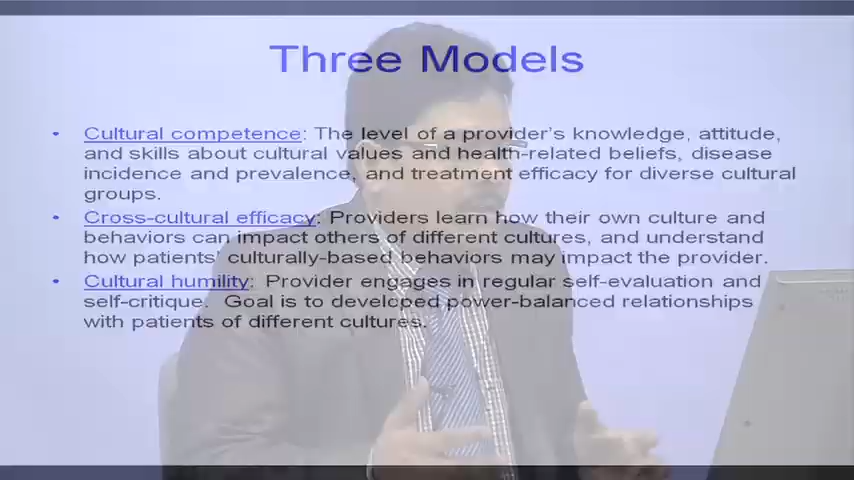 Three Models
• Cultural competence: The level of a provider's knowledge, attitude,
and skills about cultural values and health-related beliefs, disease
incidence and prevalence, and treatment efficacy for diverse cultural
groups.
• Cross-cultural efficacy: Providers learn how their own culture and
behaviors can impact others of different cultures, and understand
how patients' culturally-based behaviors may impact the provider.
• Cultural humility: Provider engages in regular self-evaluation and
self-critique. Goal is to developed power-balanced relationships
with patients of different cultures.